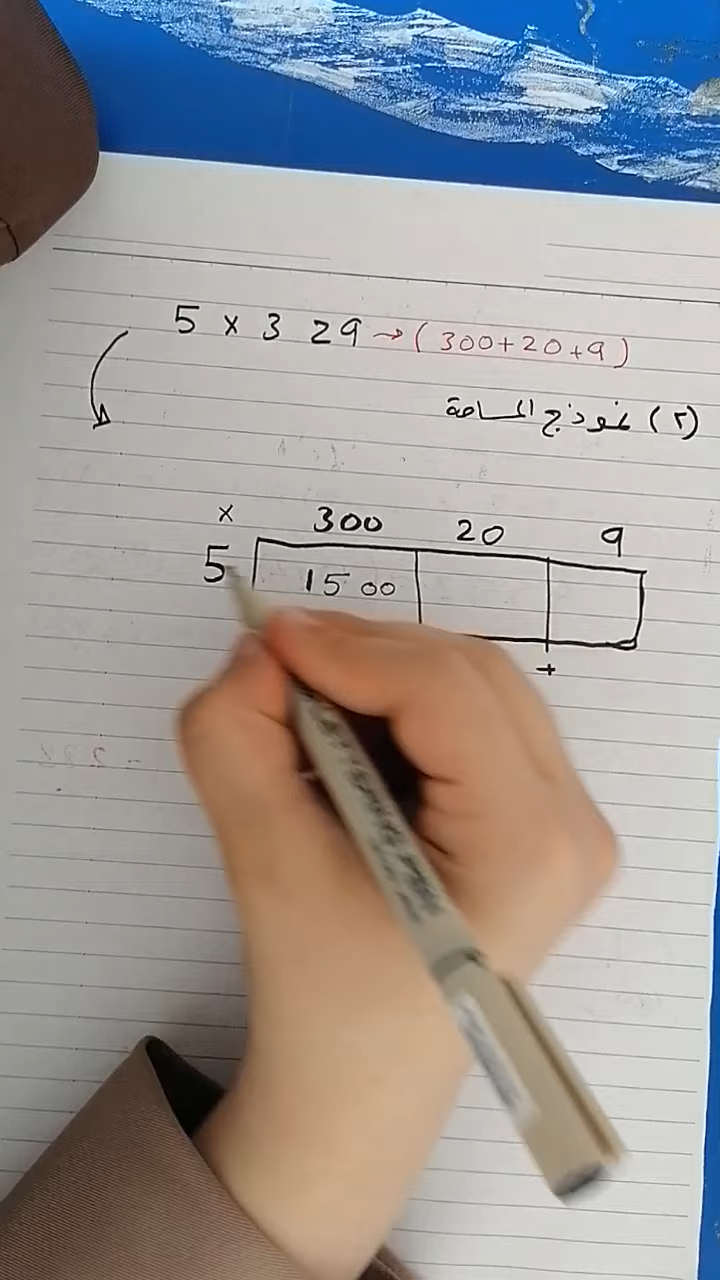 5 x 3 29 → (300+20+9)
(٢) نموذج المساحة
x 300 20 9
5 1500
+